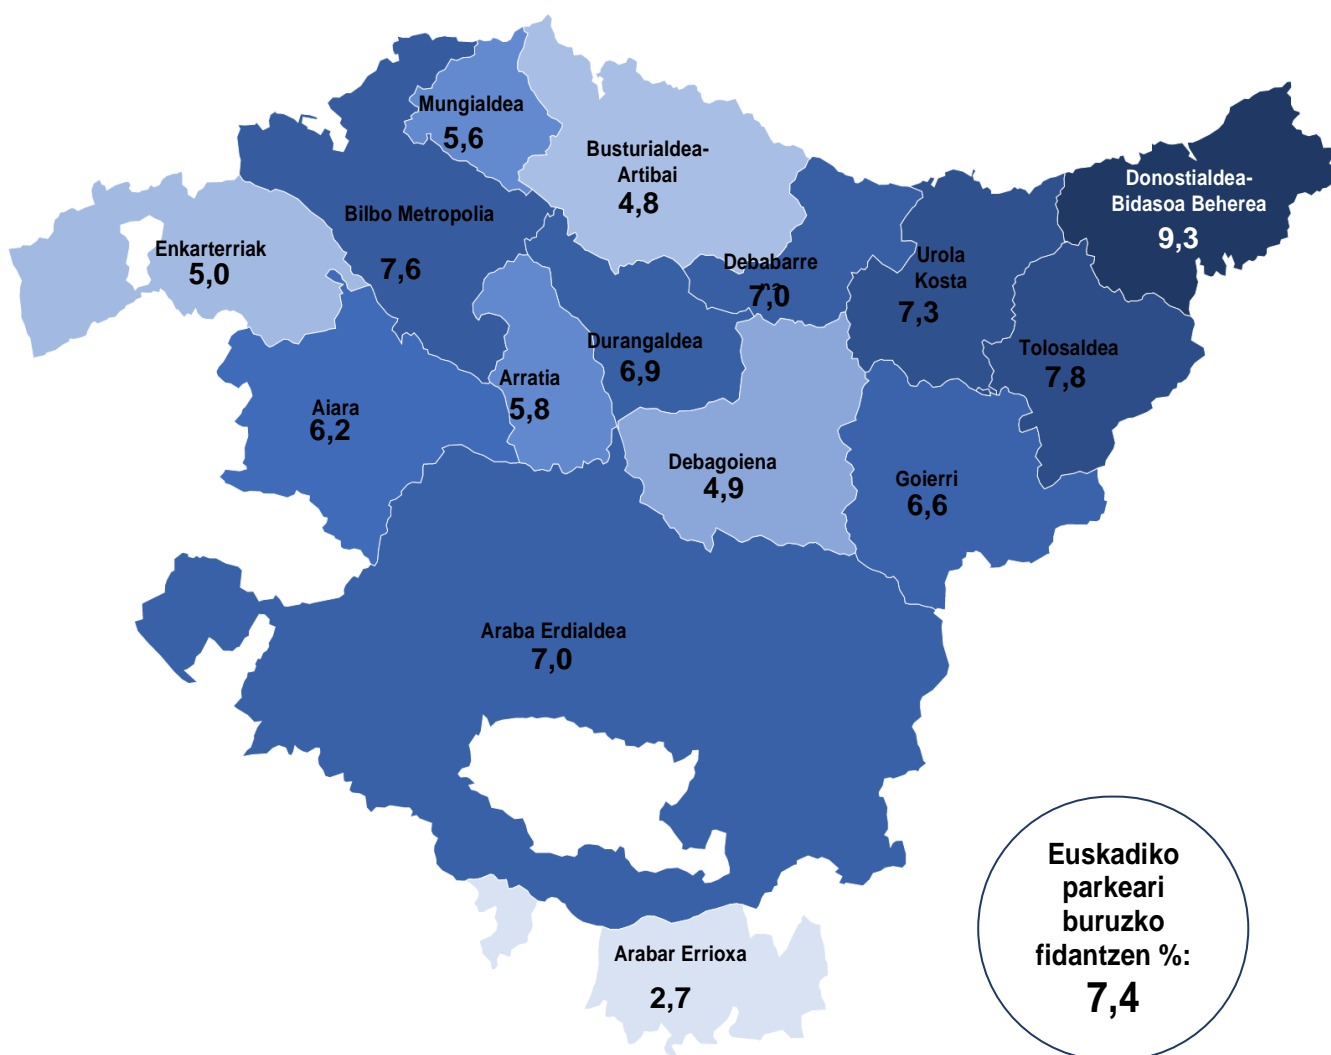 Mungialdea
5,6
Busturialdea-
Artibai
4,8
Donostialdea-
Bidasoa Beherea
9,3
Bilbo Metropolia
7,6
Enkarterriak
5,0
Debabarre
na
7,0
Urola
Kosta
7,3
Durangaldea
6,9
Tolosaldea
7,8
Arratia
5,8
Aiara
6,2
Debagoiena
4,9
Goierri
6,6
Araba Erdialdea
7,0
Arabar Errioxa
2,7
Euskadiko
parkeari
buruzko
fidantzen %:
7,4